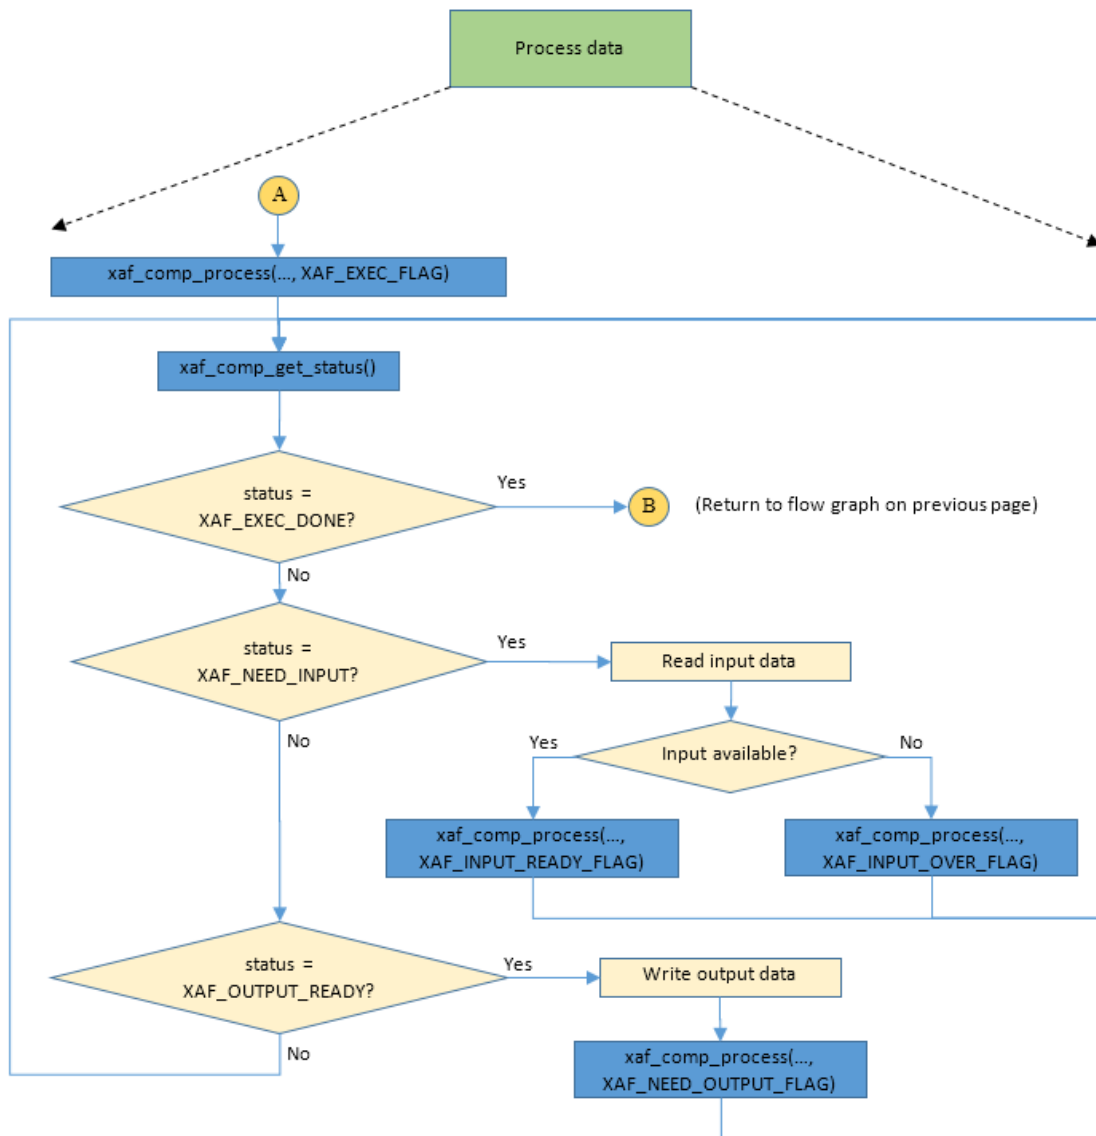 Process data
A
xaf_comp_process(…, XAF_EXEC_FLAG)
xaf_comp_get_status()
status =
XAF_EXEC_DONE?
Yes
B
(Return to flow graph on previous page)
No
status =
XAF_NEED_INPUT?
Yes
Read input data
No
Input available?
Yes
No
xaf_comp_process(…,
XAF_INPUT_READY_FLAG)
xaf_comp_process(…,
XAF_INPUT_OVER_FLAG)
status =
XAF_OUTPUT_READY?
Yes
Write output data
No
xaf_comp_process(…,
XAF_NEED_OUTPUT_FLAG)